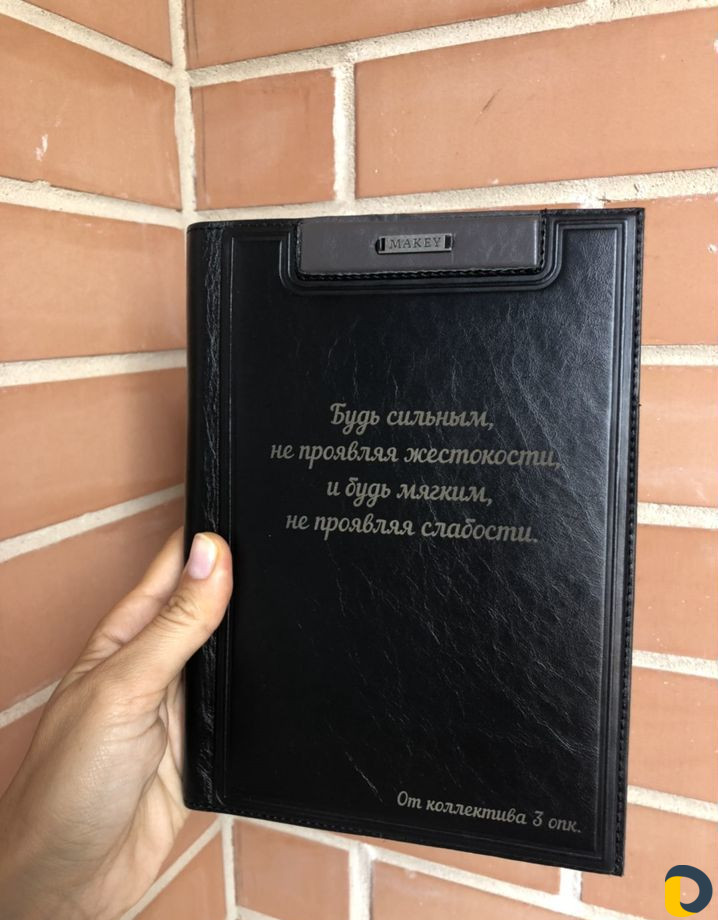 MAKEY
Будь сильным,
не проявляя жестокости,
и будь мягким,
не проявляя слабости.
От коллектива 3 опк.